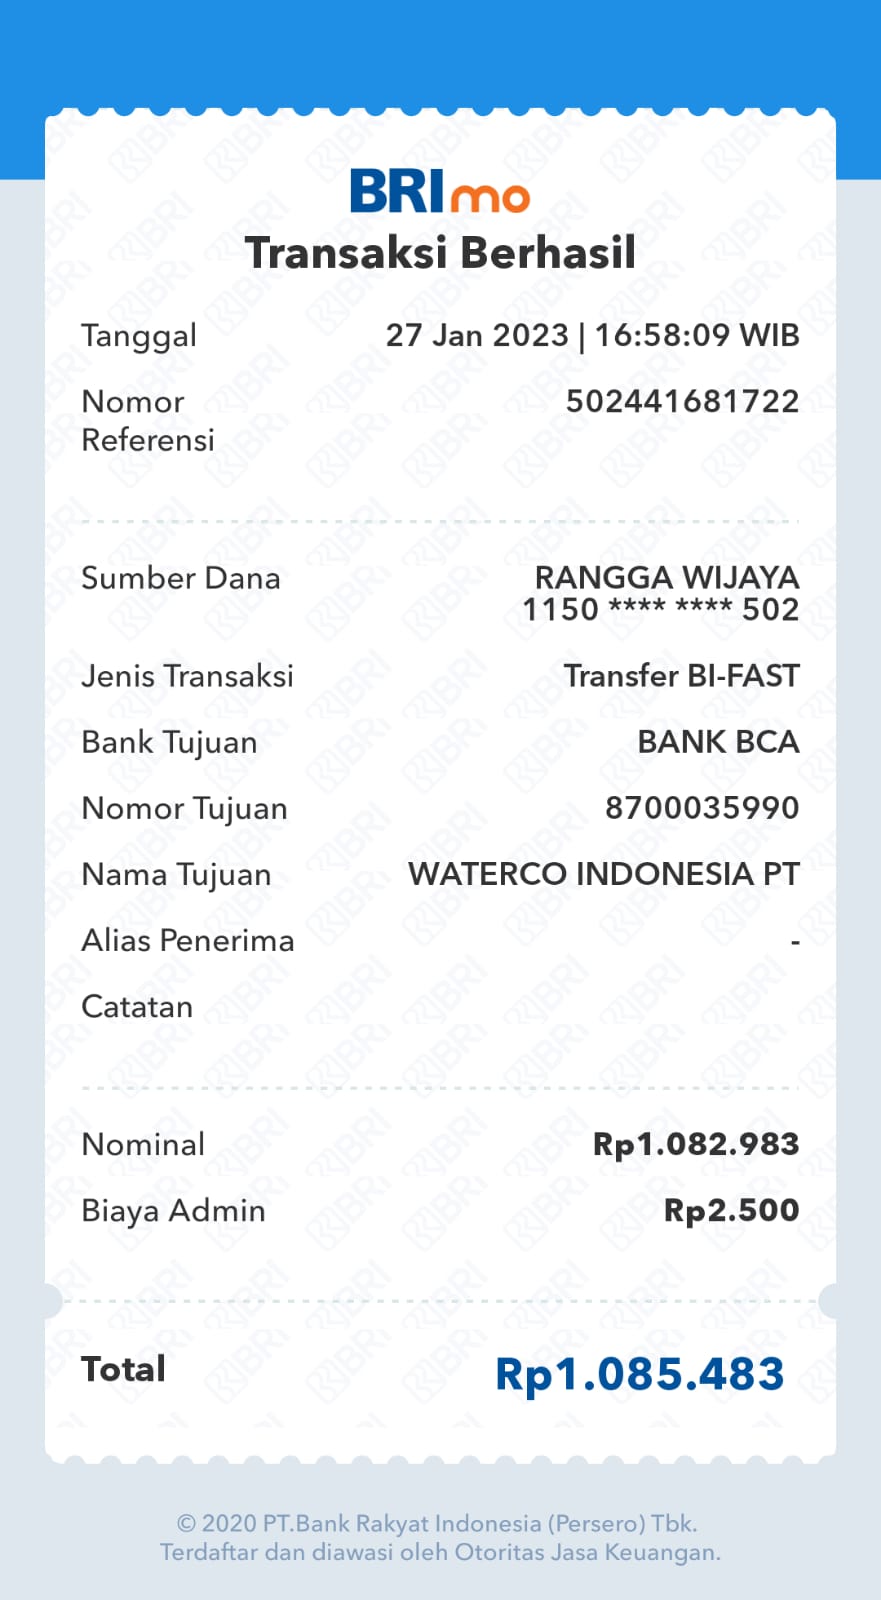 BRImo
Transaksi Berhasil
Tanggal 27 Jan 2023 | 16:58:09 WIB
Nomor Referensi 502441681722
Sumber Dana RANGGA WIJAYA
1150 **** **** 502
Jenis Transaksi Transfer BI-FAST
Bank Tujuan BANK BCA
Nomor Tujuan 8700035990
Nama Tujuan WATERCO INDONESIA PT
Alias Penerima -
Catatan
Nominal Rp1.082.983
Biaya Admin Rp2.500
Total Rp1.085.483
© 2020 PT.Bank Rakyat Indonesia (Persero) Tbk.
Terdaftar dan diawasi oleh Otoritas Jasa Keuangan.